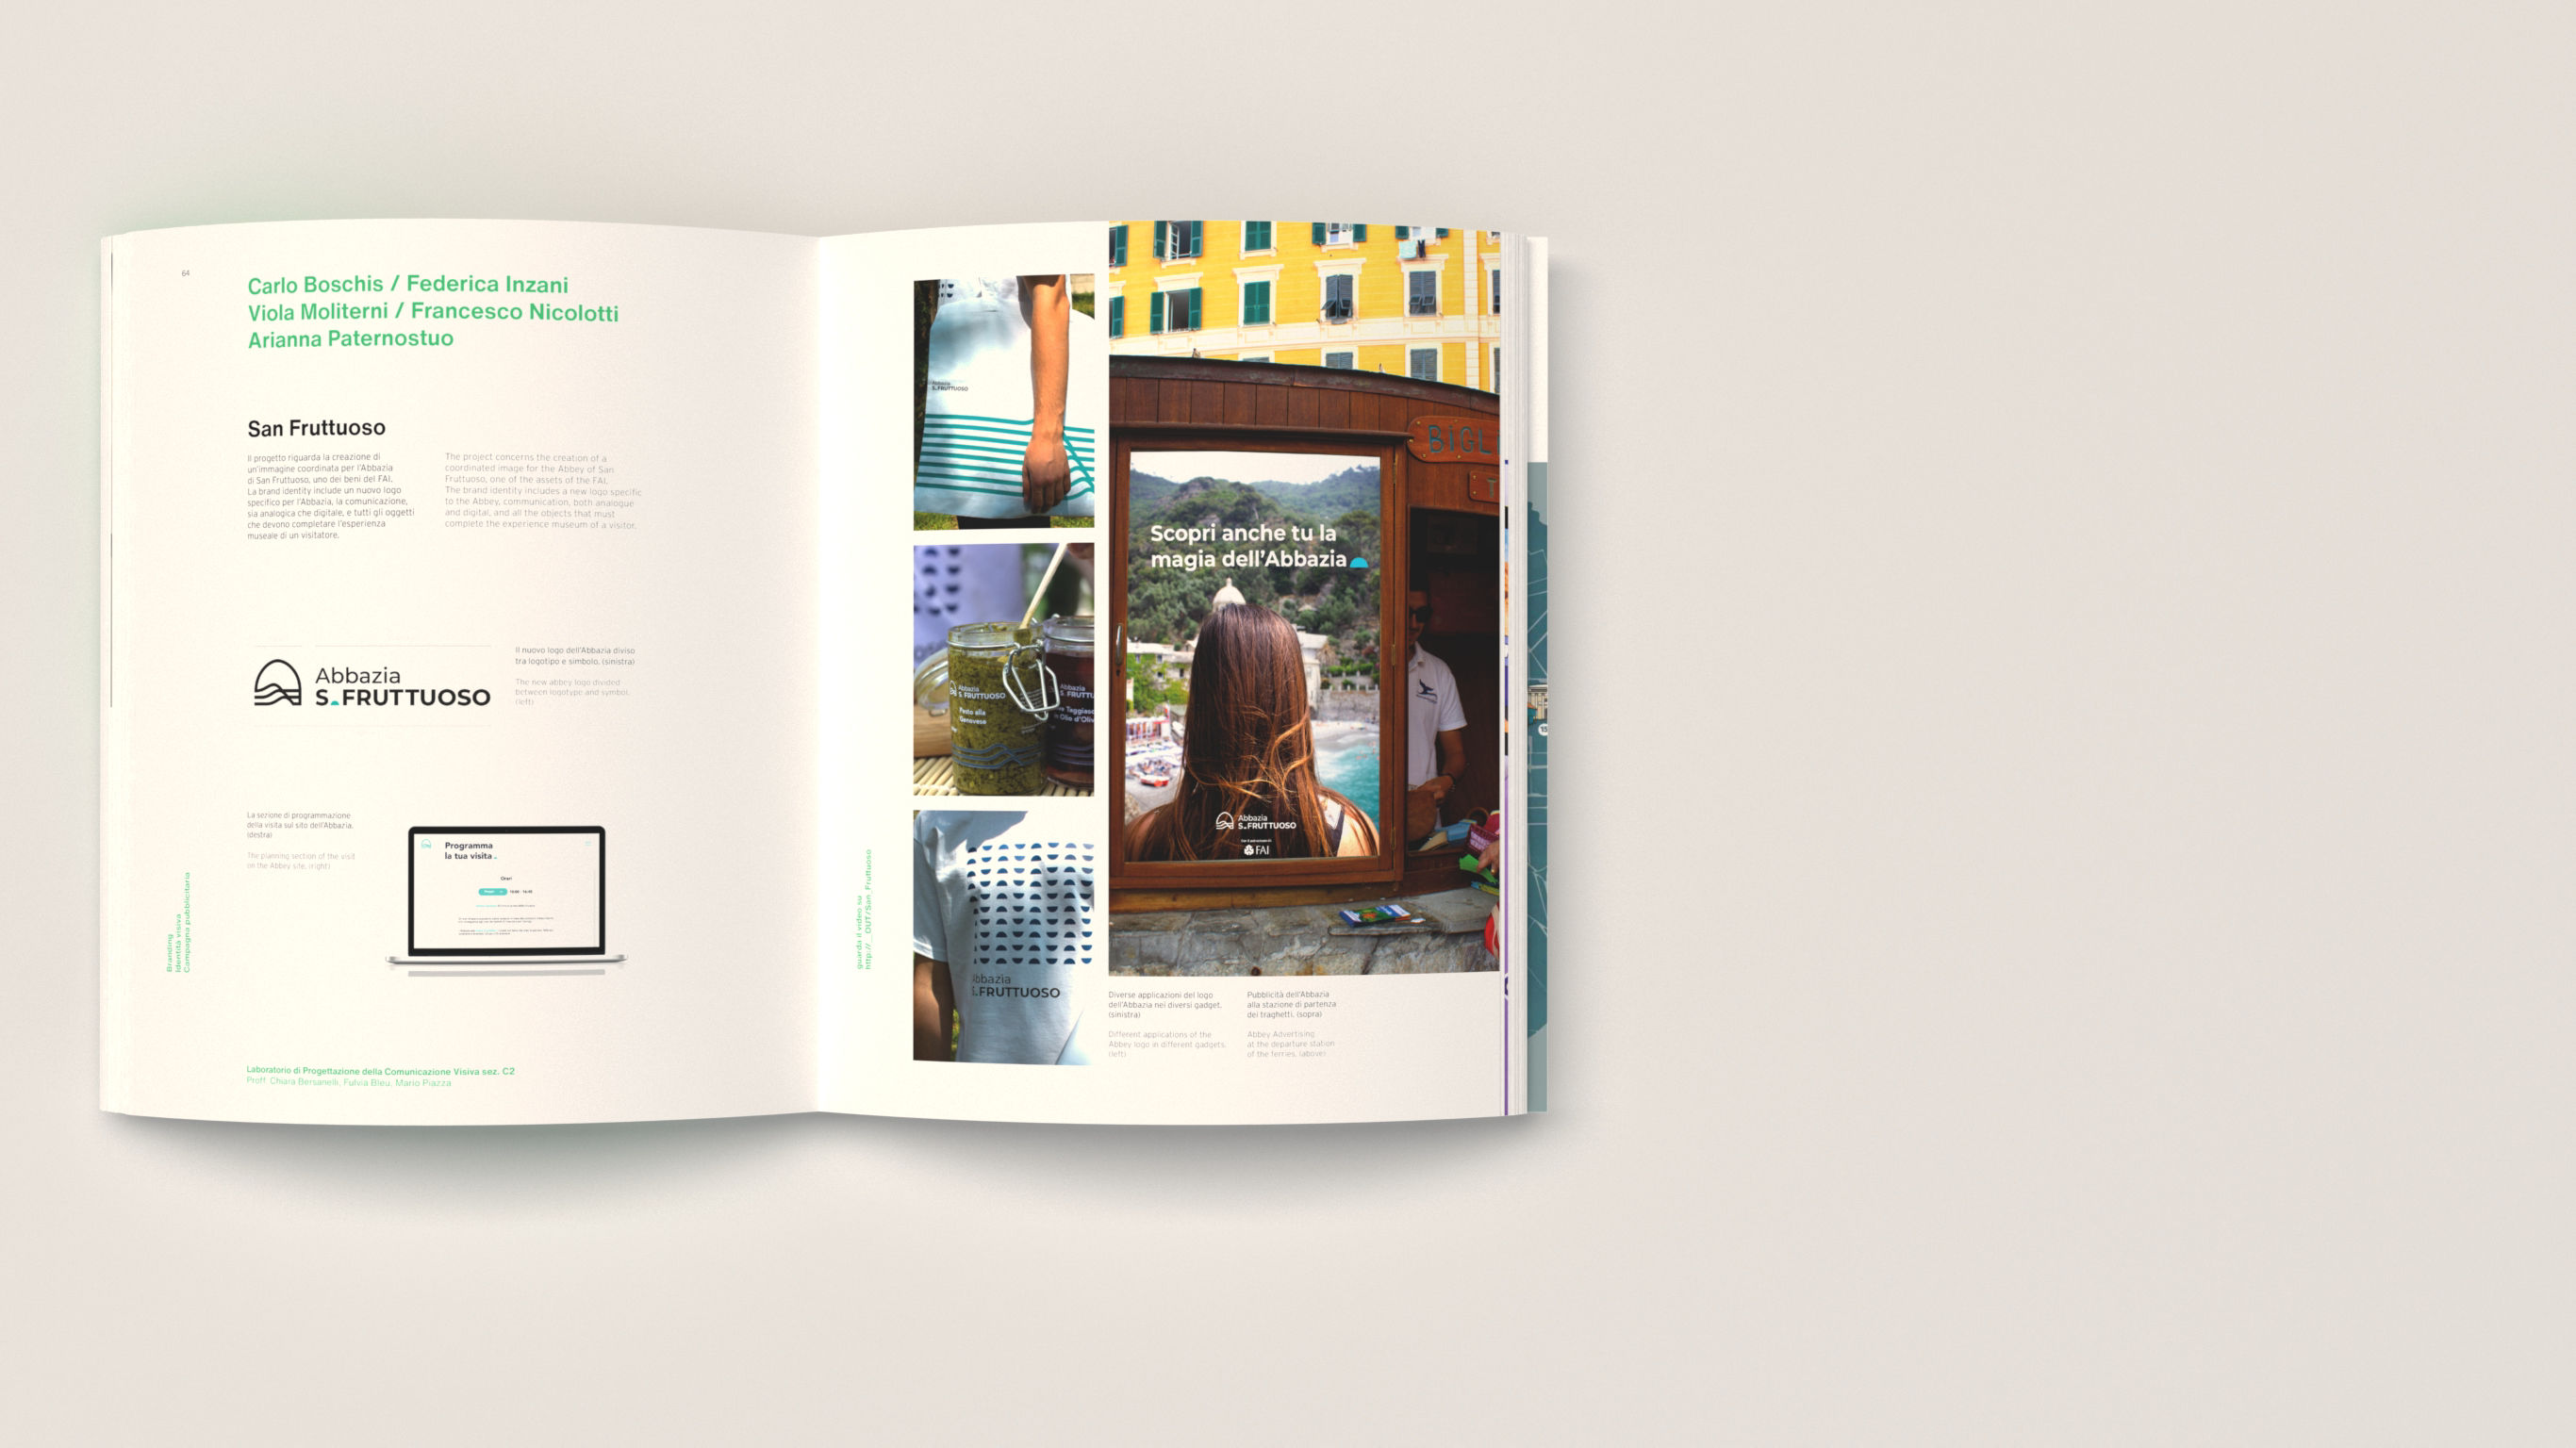 64
Carlo Boschis / Federica Inzani
Viola Moliterni / Francesco Nicolotti
Arianna Paternostuo
San Fruttuoso
Il progetto riguarda la creazione di
un'immagine coordinata per l'Abbazia
di San Fruttuoso, uno dei beni del FAI.
La brand identity include un nuovo logo
specifico per l'Abbazia, la comunicazione,
sia analogica che digitale, e tutti gli oggetti
che devono completare l'esperienza
museale di un visitatore.
The project concerns the creation of a
coordinated image for the Abbey of San
Fruttuoso, one of the assets of the FAI.
The brand identity includes a new logo specific
to the Abbey, communication, both analogue
and digital, and all the objects that must
complete the experience museum of a visitor.
Abbazia
S.FRUTTUOSO
Il nuovo logo dell'Abbazia diviso
tra logotipo e simbolo. (sinistra)
The new abbey logo divided
between logotype and symbol.
(left)
La sezione di programmazione
della visita sul sito dell'Abbazia.
(destra)
The planning section of the visit
on the Abbey site. (right)
Programma
la tua visita
Orari
Branding
Identità visiva
Campagna pubblicitaria
Laboratorio di Progettazione della Comunicazione Visiva sez. C2
Proff. Chiara Bersanelli, Fulvia Bleu, Mario Piazza
guarda il video su
http://__OUT/San_Fruttuoso
Abbazia
S.FRUTTUOSO
Abbazia
S.FRUTTUOSO
Pesto alla
Genovese
Abbazia
S.FRUTTU
Taggiasc
in Olio d'Oliv
Abbazia
S.FRUTTUOSO
BIGL
T
Scopri anche tu la
magia dell'Abbazia
Abbazia
S.FRUTTUOSO
FAI
Diverse applicazioni del logo
dell'Abbazia nei diversi gadget.
(sinistra)
Different applications of the
Abbey logo in different gadgets.
(left)
Pubblicità dell'Abbazia
alla stazione di partenza
dei traghetti. (sopra)
Abbey Advertising
at the departure station
of the ferries. (above)